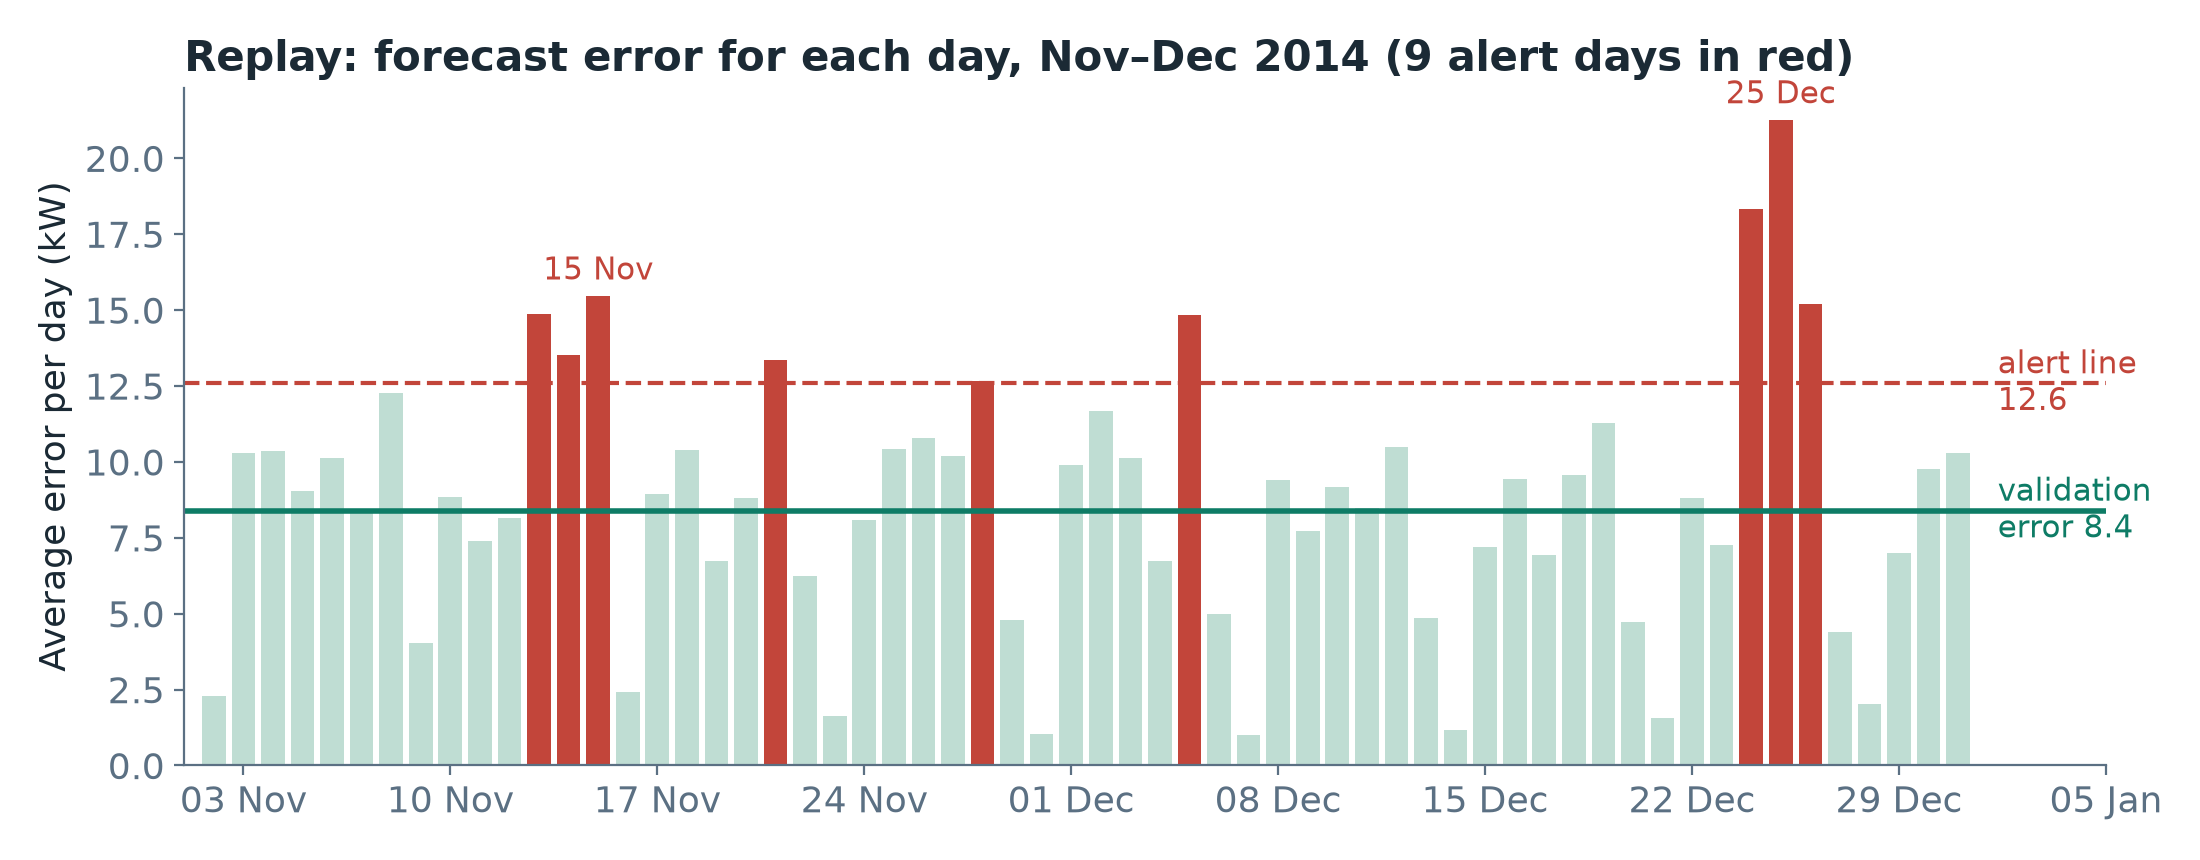 Replay: forecast error for each day, Nov–Dec 2014 (9 alert days in red)
25 Dec
15 Nov
alert line
12.6
validation
error 8.4
Average error per day (kW)
20.0
17.5
15.0
12.5
10.0
7.5
5.0
2.5
0.0
03 Nov
10 Nov
17 Nov
24 Nov
01 Dec
08 Dec
15 Dec
22 Dec
29 Dec
05 Jan